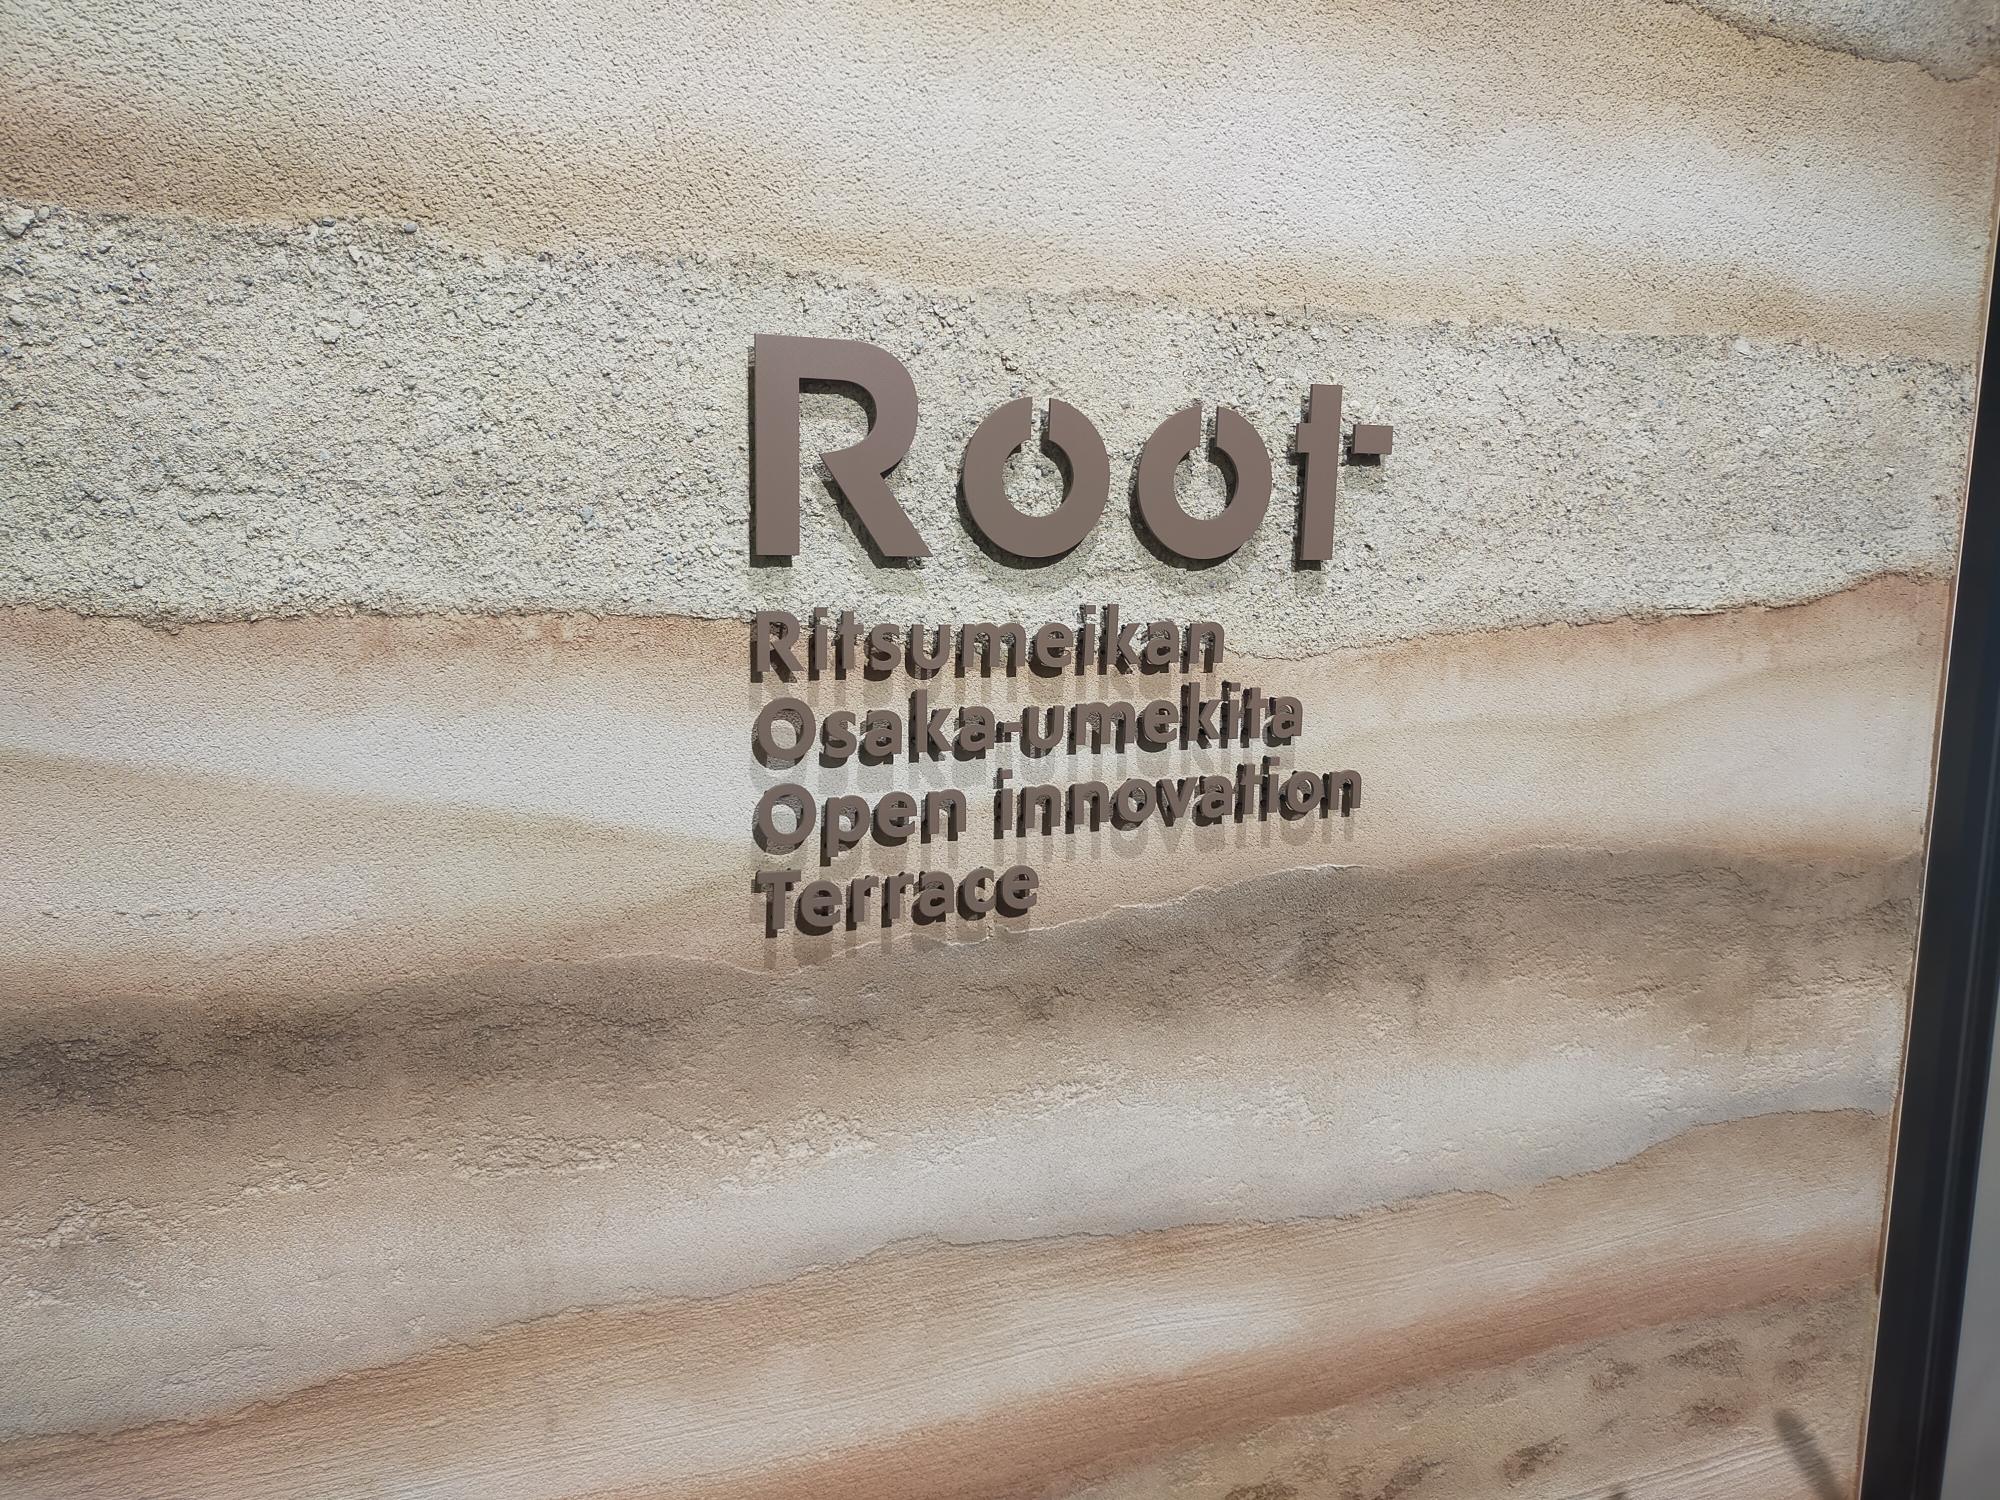 Root
Ritsumeikan
Osaka-umekita
Open innovation
Terrace